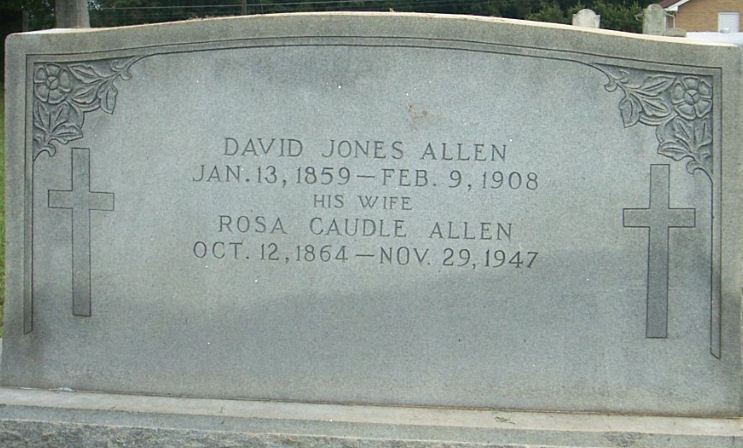 DAVID JONES ALLEN
JAN. 13, 1859 — FEB. 9, 1908
HIS WIFE
ROSA CAUDLE ALLEN
OCT. 12, 1864 — NOV. 29, 1947